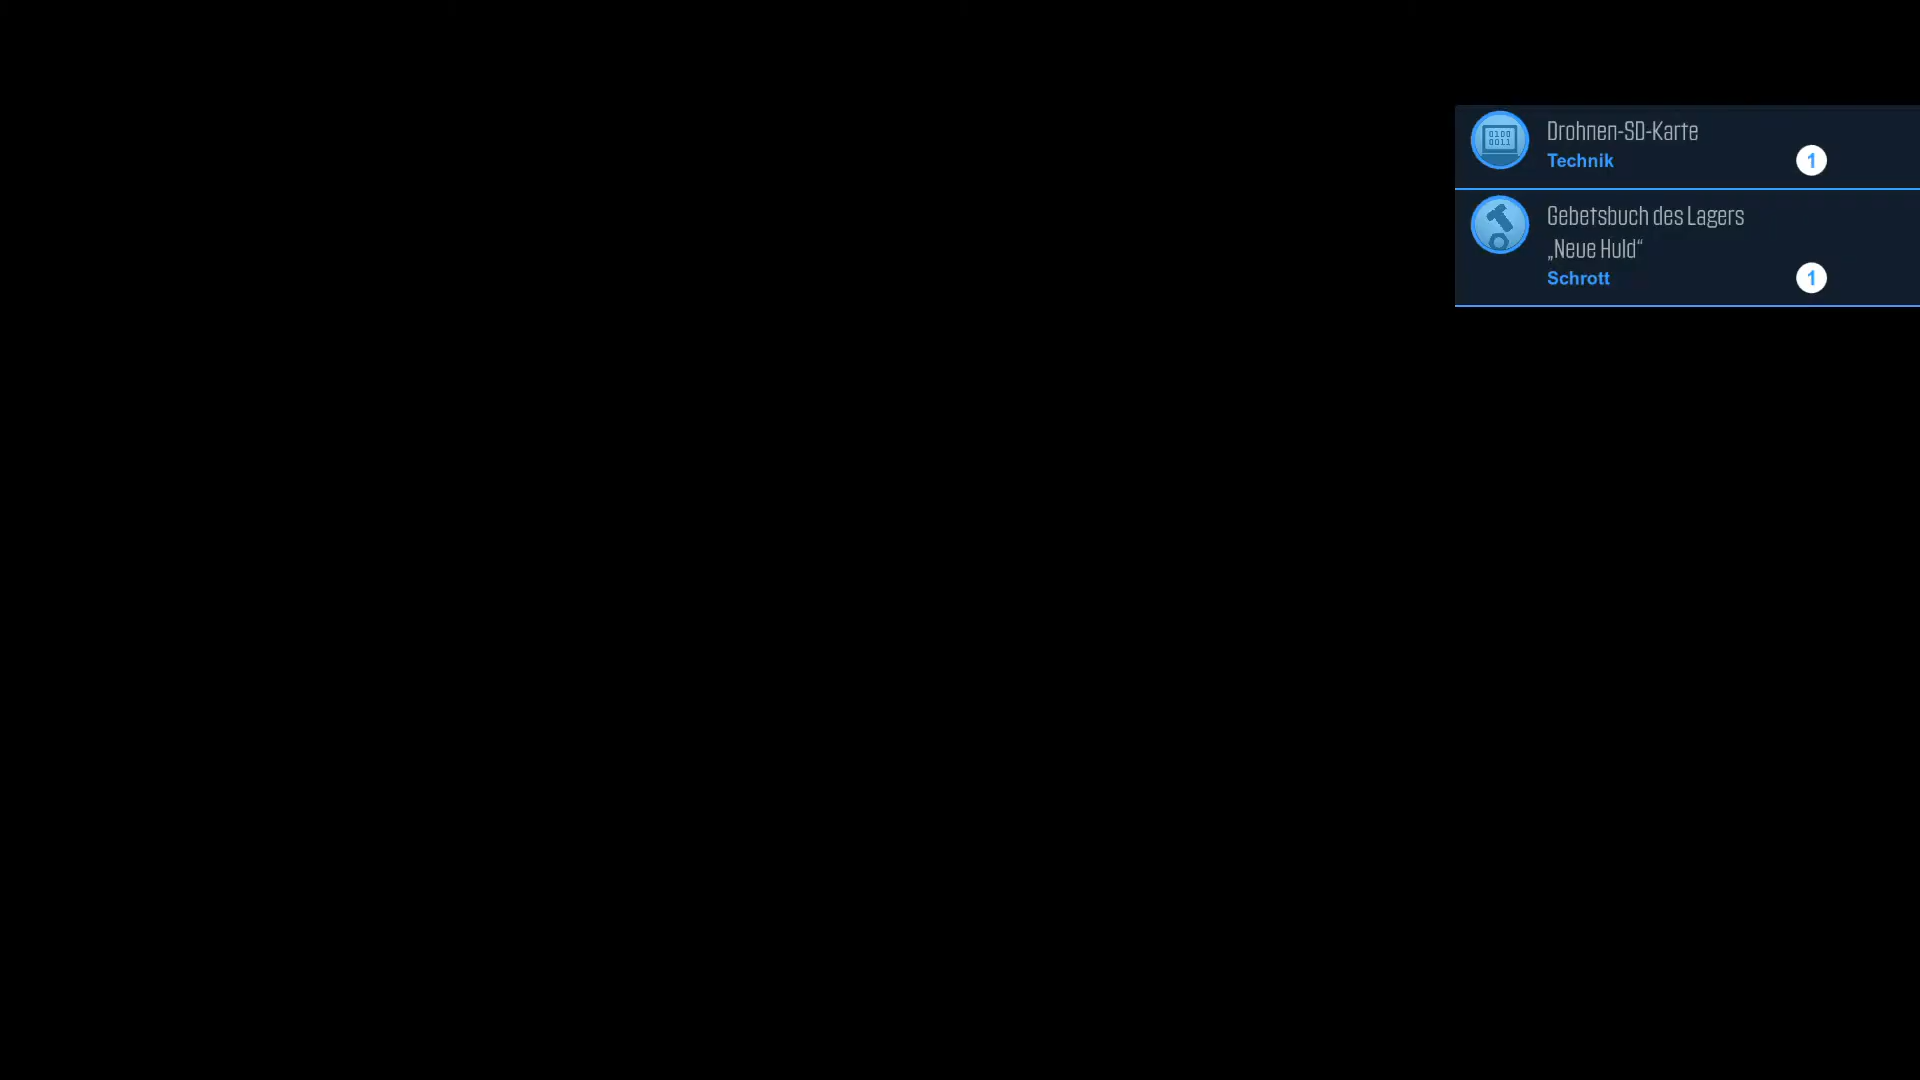 0100
0011
Drohnen-SD-Karte
Technik
1
Gebetsbuch des Lagers
„Neue Huld“
Schrott
1